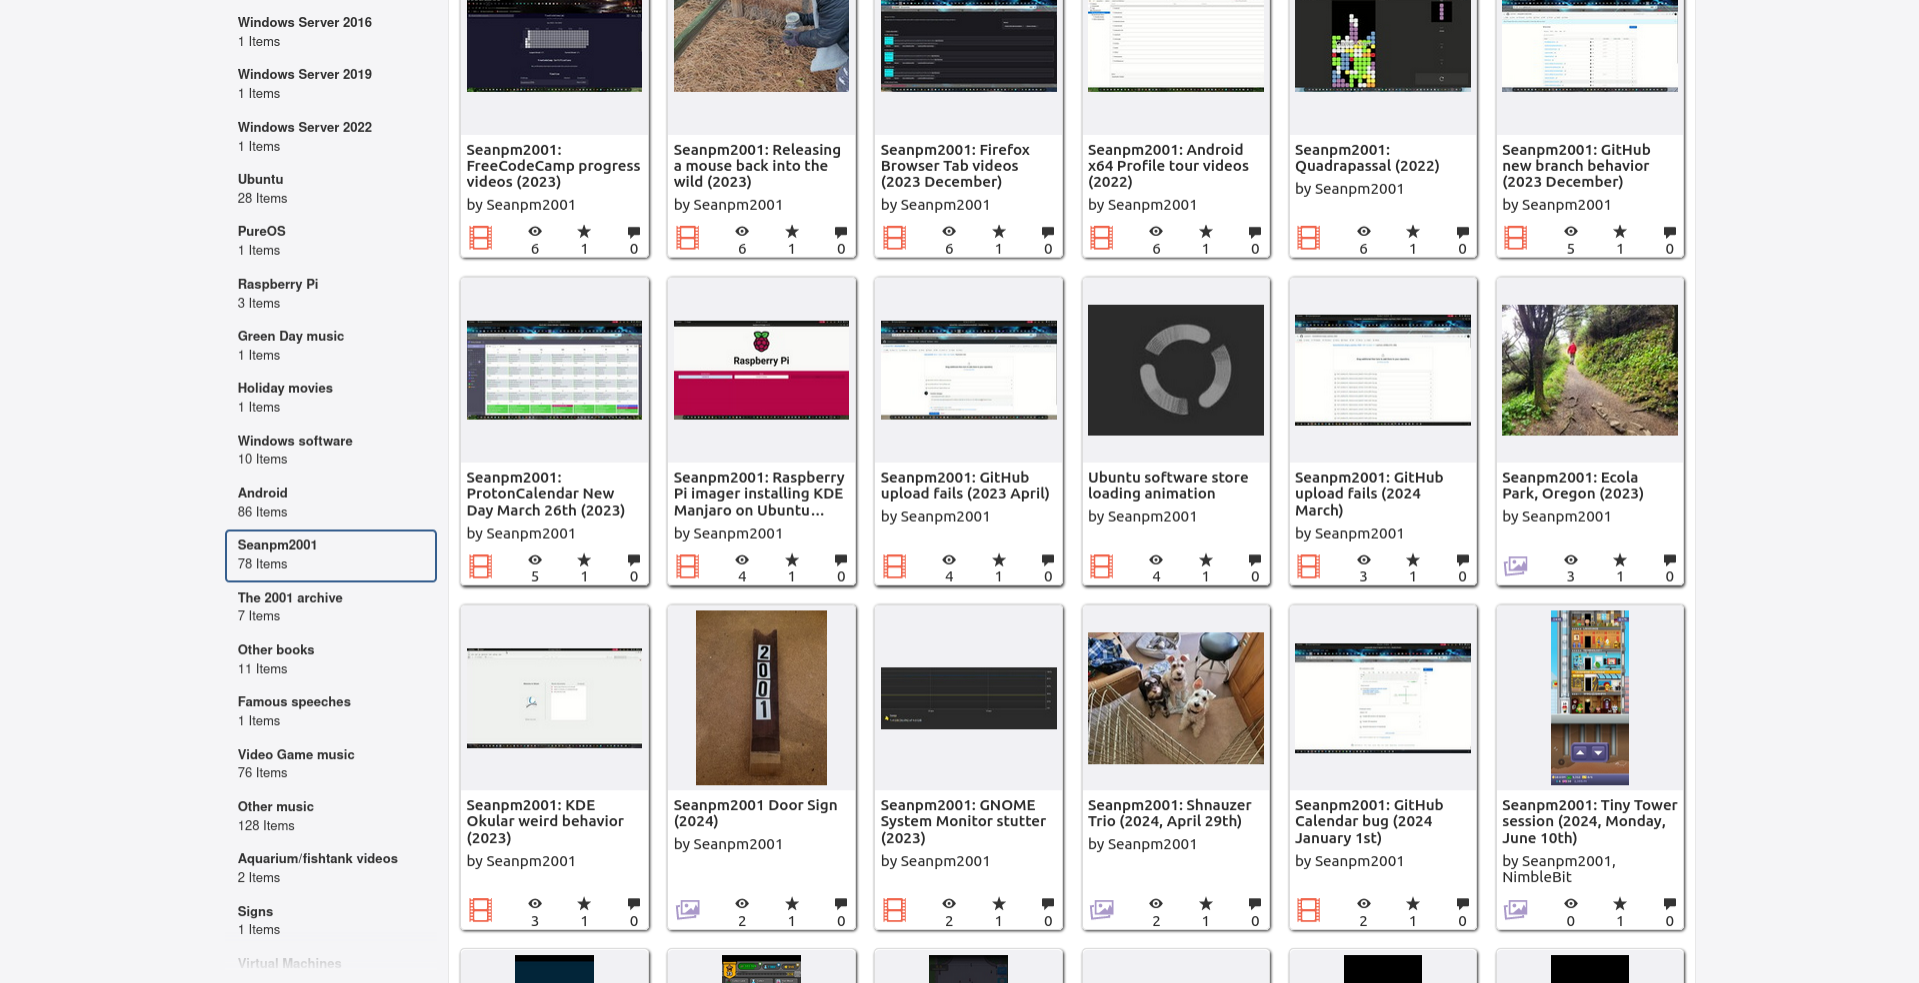 Windows Server 2016
1 Items
Windows Server 2019
1 Items
Windows Server 2022
1 Items
Ubuntu
28 Items
PureOS
1 Items
Raspberry Pi
3 Items
Green Day music
1 Items
Holiday movies
1 Items
Windows software
10 Items
Android
86 Items
Seanpm2001
78 Items
The 2001 archive
7 Items
Other books
11 Items
Famous speeches
1 Items
Video Game music
76 Items
Other music
128 Items
Aquarium/fishtank videos
2 Items
Signs
1 Items
Virtual Machines
Seanpm2001:
FreeCodeCamp progress
videos (2023)
by Seanpm2001
6 1 0
Seanpm2001: Releasing
a mouse back into the
wild (2023)
by Seanpm2001
6 1 0
Seanpm2001: Firefox
Browser Tab videos
(2023 December)
by Seanpm2001
6 1 0
Seanpm2001: Android
x64 Profile tour videos
(2022)
by Seanpm2001
6 1 0
Seanpm2001:
Quadrapassal (2022)
by Seanpm2001
6 1 0
Seanpm2001: GitHub
new branch behavior
(2023 December)
by Seanpm2001
5 1 0
Seanpm2001:
ProtonCalendar New
Day March 26th (2023)
by Seanpm2001
5 1 0
Raspberry Pi
Seanpm2001: Raspberry
Pi imager installing KDE
Manjaro on Ubuntu...
by Seanpm2001
4 1 0
Seanpm2001: GitHub
upload fails (2023 April)
by Seanpm2001
4 1 0
Ubuntu software store
loading animation
by Seanpm2001
4 1 0
Seanpm2001: GitHub
upload fails (2024
March)
by Seanpm2001
3 1 0
Seanpm2001: Ecola
Park, Oregon (2023)
by Seanpm2001
3 1 0
Seanpm2001: KDE
Okular weird behavior
(2023)
by Seanpm2001
3 1 0
2001
Seanpm2001 Door Sign
(2024)
by Seanpm2001
2 1 0
Seanpm2001: GNOME
System Monitor stutter
(2023)
by Seanpm2001
2 1 0
Seanpm2001: Shnauzer
Trio (2024, April 29th)
by Seanpm2001
2 1 0
Seanpm2001: GitHub
Calendar bug (2024
January 1st)
by Seanpm2001
2 1 0
Seanpm2001: Tiny Tower
session (2024, Monday,
June 10th)
by Seanpm2001,
NimbleBit
0 1 0